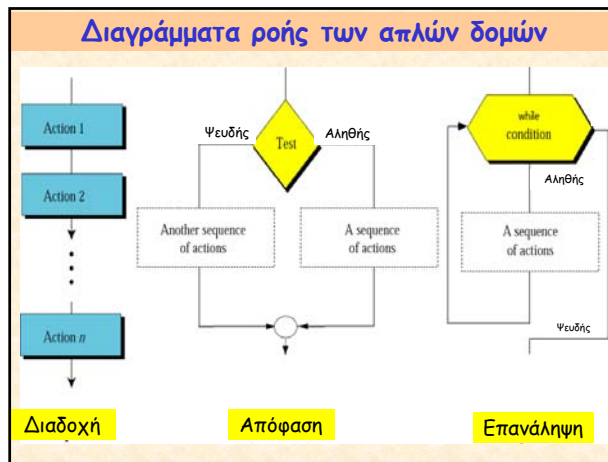 Διαγράμματα ροής των απλών δομών
Action 1
Action 2
Action n
Διαδοχή
Ψευδής
Αληθής
Test
Another sequence
of actions
A sequence
of actions
Απόφαση
while
condition
Αληθής
A sequence
of actions
Ψευδής
Επανάληψη